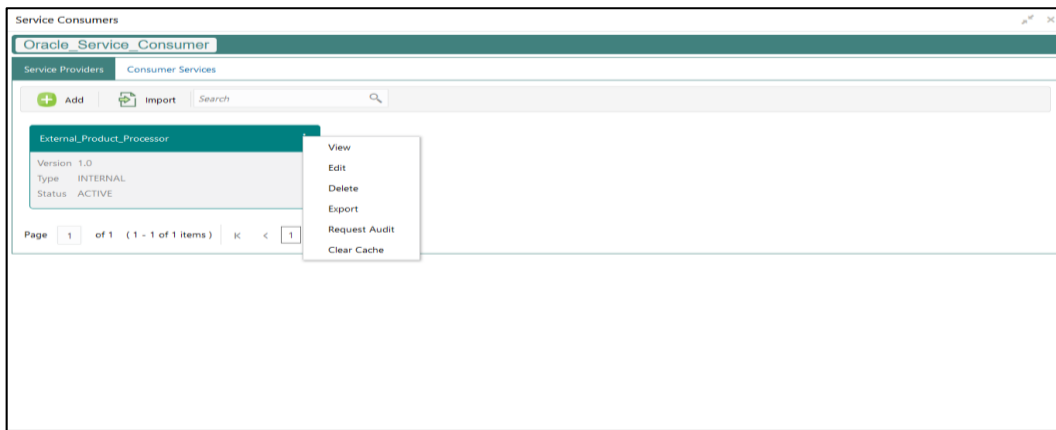 Service Consumers
Oracle_Service_Consumer
Service Providers Consumer Services
Add Import Search
External_Product_Processor
Version 1.0
Type INTERNAL
Status ACTIVE
View
Edit
Delete
Export
Request Audit
Clear Cache
Page 1 of 1 ( 1 - 1 of 1 items ) K < 1